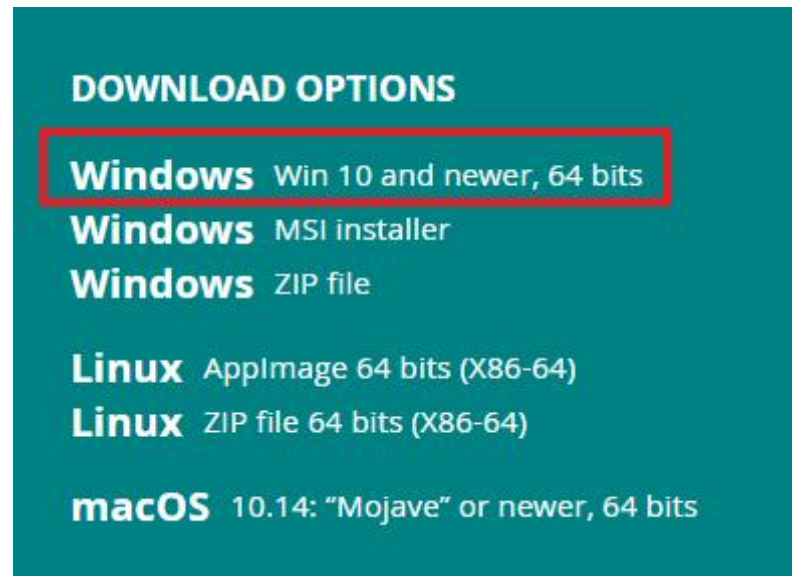 DOWNLOAD OPTIONS
Windows Win 10 and newer, 64 bits
Windows MSI installer
Windows ZIP file
Linux AppImage 64 bits (X86-64)
Linux ZIP file 64 bits (X86-64)
macOS 10.14: “Mojave” or newer, 64 bits